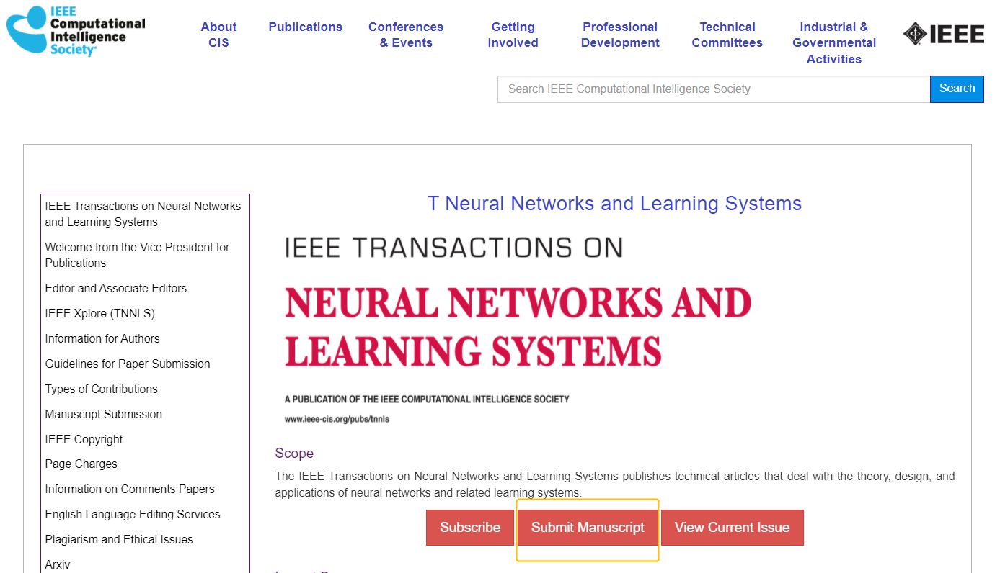 IEEE
Computational
Intelligence
Society
About
CIS
Publications
Conferences
& Events
Getting
Involved
Professional
Development
Technical
Committees
Industrial &
Governmental
Activities
IEEE
Search IEEE Computational Intelligence Society
Search
IEEE Transactions on Neural Networks
and Learning Systems
Welcome from the Vice President for
Publications
Editor and Associate Editors
IEEE Xplore (TNNLS)
Information for Authors
Guidelines for Paper Submission
Types of Contributions
Manuscript Submission
IEEE Copyright
Page Charges
Information on Comments Papers
English Language Editing Services
Plagiarism and Ethical Issues
Arxiv
T Neural Networks and Learning Systems
IEEE TRANSACTIONS ON
NEURAL NETWORKS AND
LEARNING SYSTEMS
A PUBLICATION OF THE IEEE COMPUTATIONAL INTELLIGENCE SOCIETY
www.ieee-cis.org/pubs/tnnls
Scope
The IEEE Transactions on Neural Networks and Learning Systems publishes technical articles that deal with the theory, design, and
applications of neural networks and related learning systems.
Subscribe
Submit Manuscript
View Current Issue